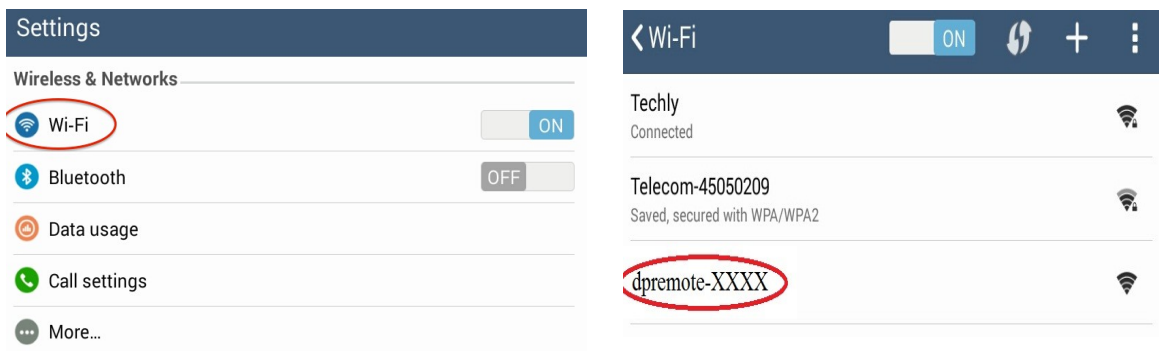 Settings
Wireless & Networks
Wi-Fi
ON
Bluetooth
OFF
Data usage
Call settings
More...
Wi-Fi
ON
Techly
Connected
Telecom-45050209
Saved, secured with WPA/WPA2
dpremote-XXXX